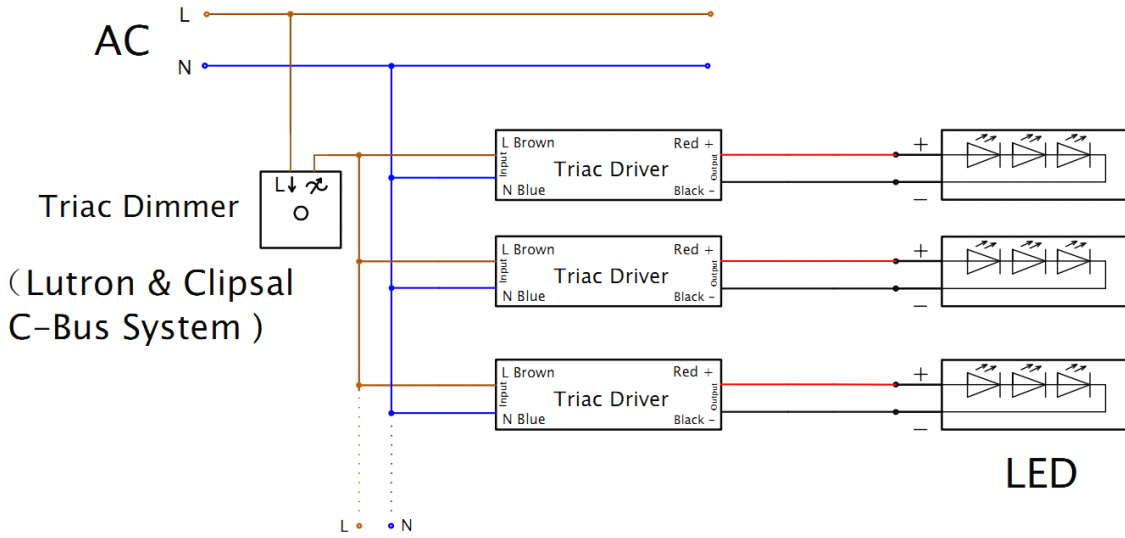 L
AC
N
L Brown
Red +
Input
Triac Driver
Output
N Blue
Black -
+
−
L
Triac Dimmer
（Lutron & Clipsal
C-Bus System )
L Brown
Red +
Input
Triac Driver
Output
N Blue
Black -
+
−
L Brown
Red +
Input
Triac Driver
Output
N Blue
Black -
+
−
LED
L
N